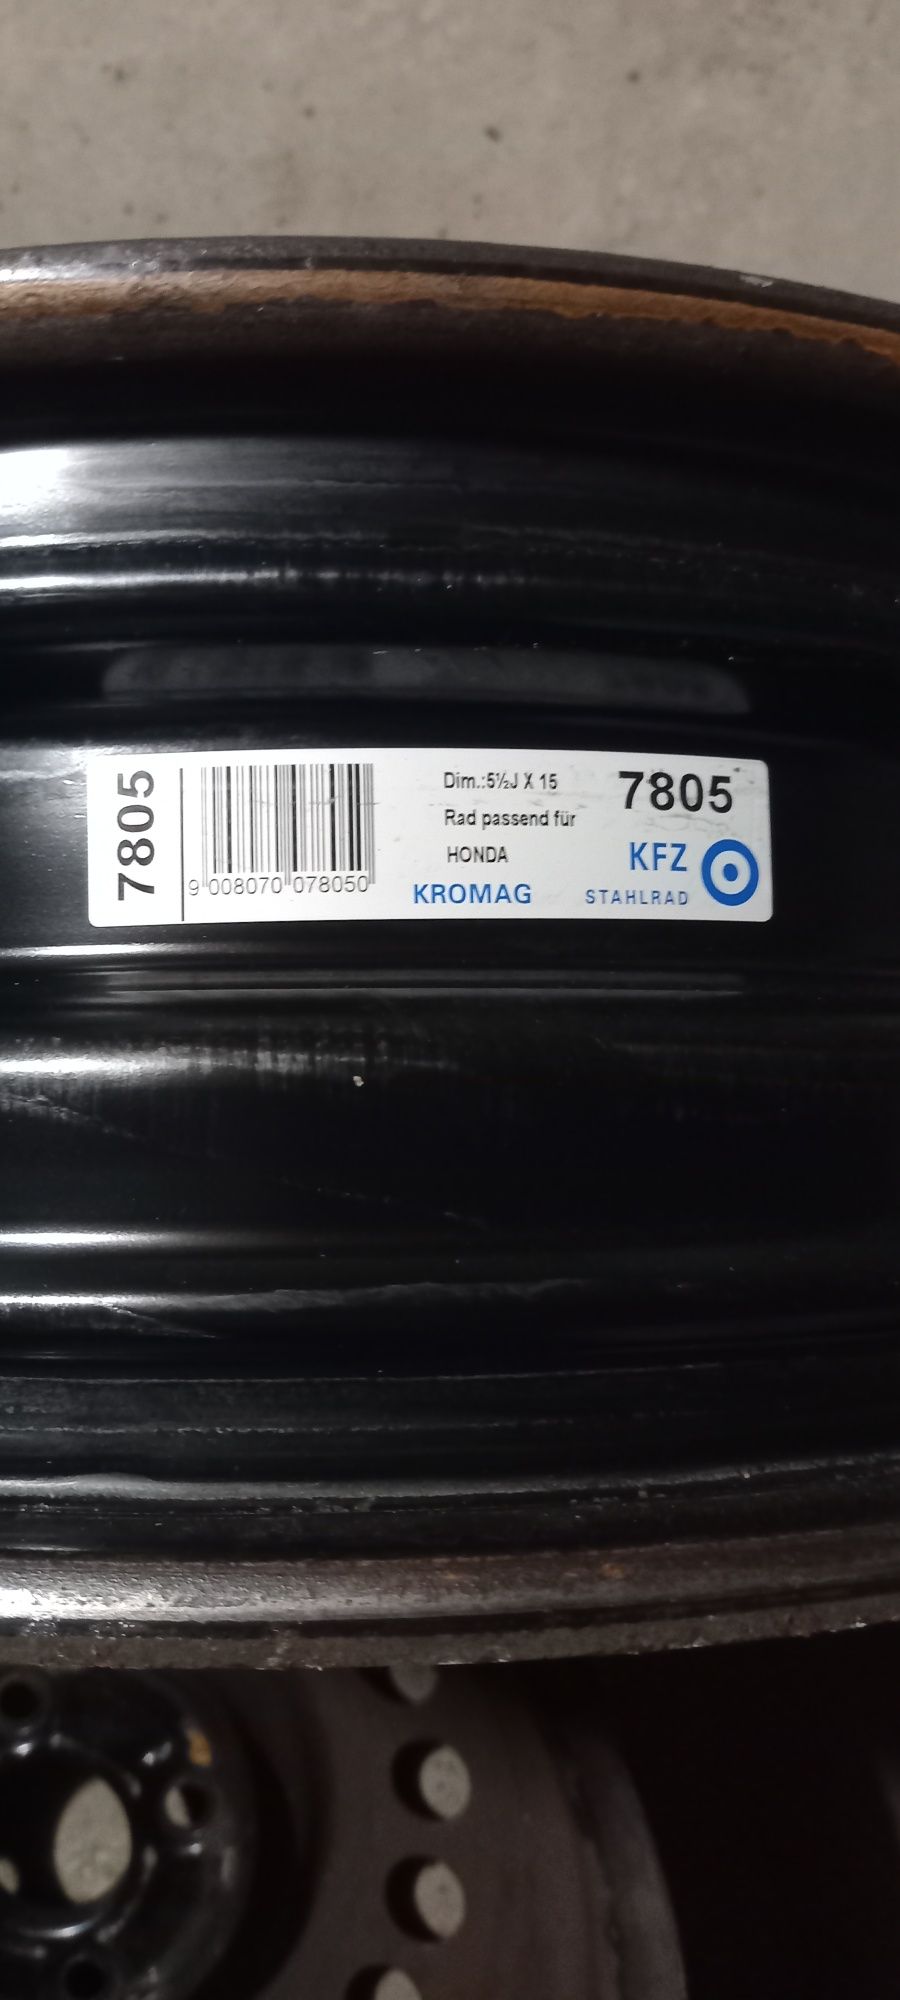 7805
9 008070 078050
Dim.:5½J X 15
Rad passend für
HONDA
KROMAG
7805
KFZ
STAHLRAD